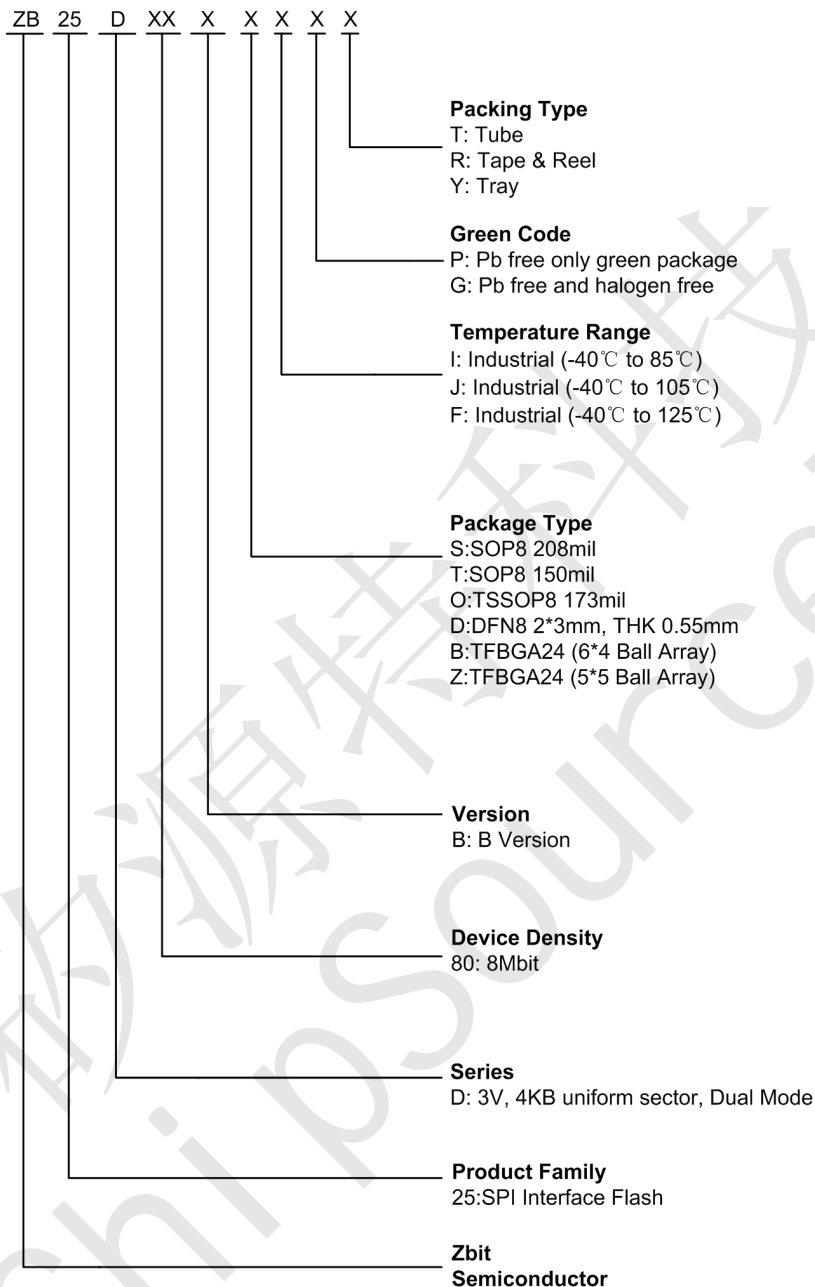 ZB 25 D XX X X X X X
Packing Type
T: Tube
R: Tape & Reel
Y: Tray
Green Code
P: Pb free only green package
G: Pb free and halogen free
Temperature Range
I: Industrial (-40℃ to 85℃)
J: Industrial (-40℃ to 105℃)
F: Industrial (-40℃ to 125℃)
Package Type
S:SOP8 208mil
T:SOP8 150mil
O:TSSOP8 173mil
D:DFN8 2*3mm, THK 0.55mm
B:TFBGA24 (6*4 Ball Array)
Z:TFBGA24 (5*5 Ball Array)
Version
B: B Version
Device Density
80: 8Mbit
Series
D: 3V, 4KB uniform sector, Dual Mode
Product Family
25:SPI Interface Flash
Zbit
Semiconductor
源特科技